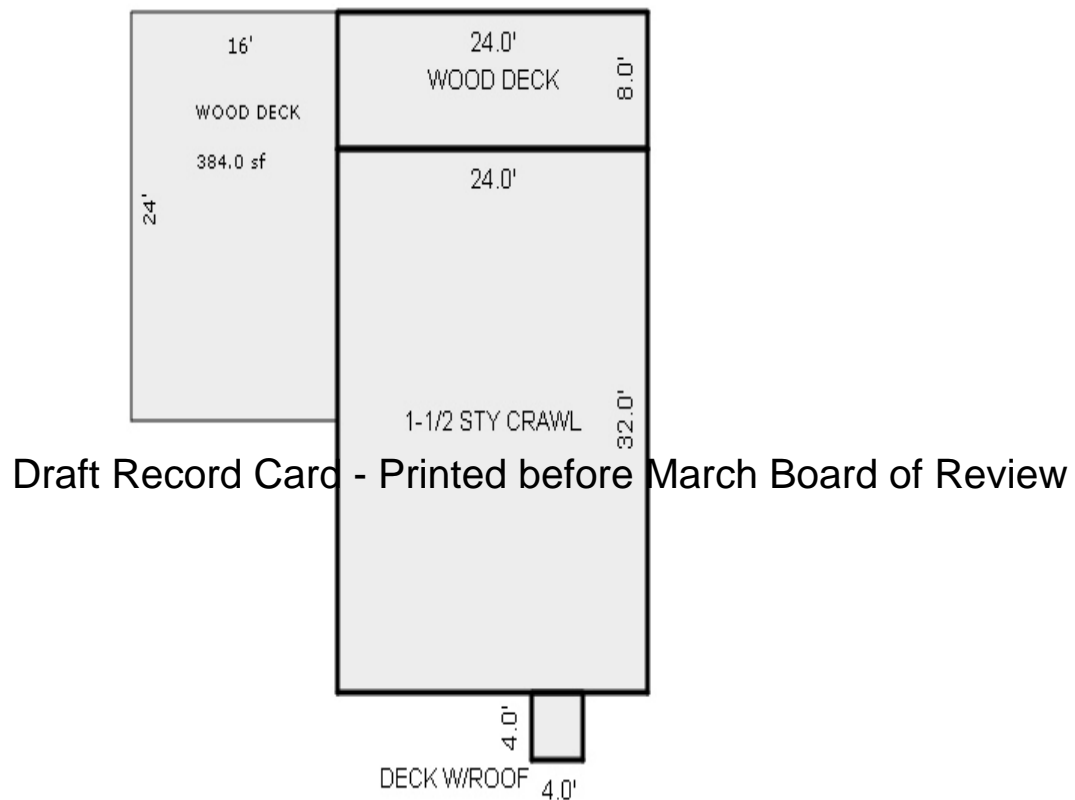 16'
WOOD DECK
384.0 sf
24'
24.0'
WOOD DECK
8.0'
24.0'
1-1/2 STY CRAWL
32.0'
Draft Record Card - Printed before March Board of Review
4.0'
DECK W/ROOF
4.0'